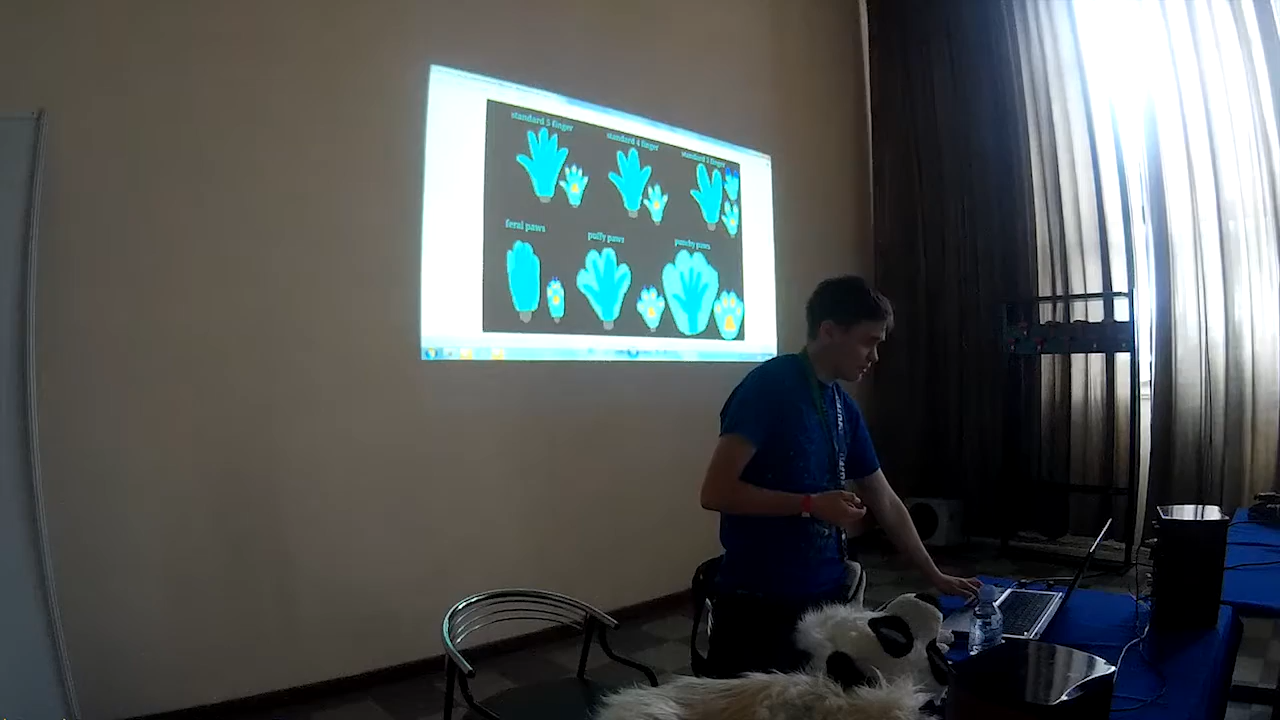 standard 5 finger
standard 4 finger
standard 3 finger
feral paws
puffy paws
punchy paws